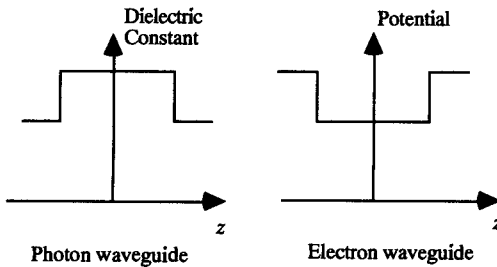 Dielectric
Constant
z
Photon waveguide
Potential
z
Electron waveguide